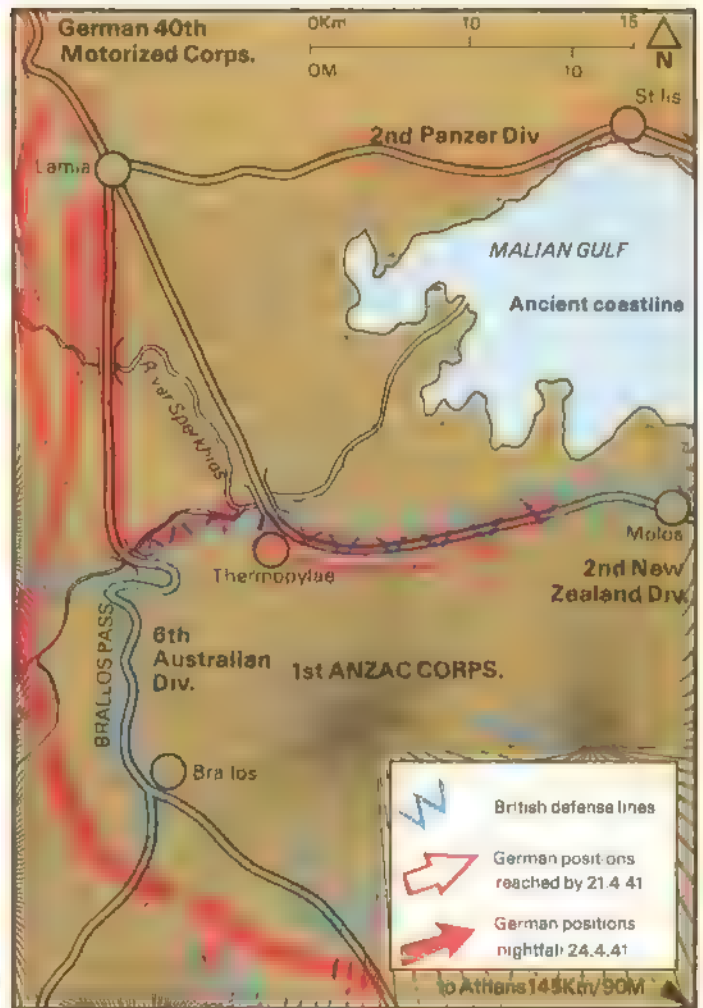 German 40th
Motorized Corps.
0Km 10 15
0M 10
N
2nd Panzer Div
Lamia
MALIAN GULF
Ancient coastline
River Sperkhios
Molos
Thermopylae
2nd New
Zealand Div.
BRALLOS PASS
6th
Australian
Div.
1st ANZAC CORPS.
Brallos
British defense lines
German positions
reached by 21.4 41
German positions
nightfall 24.4.41
to Athens 145Km/90M